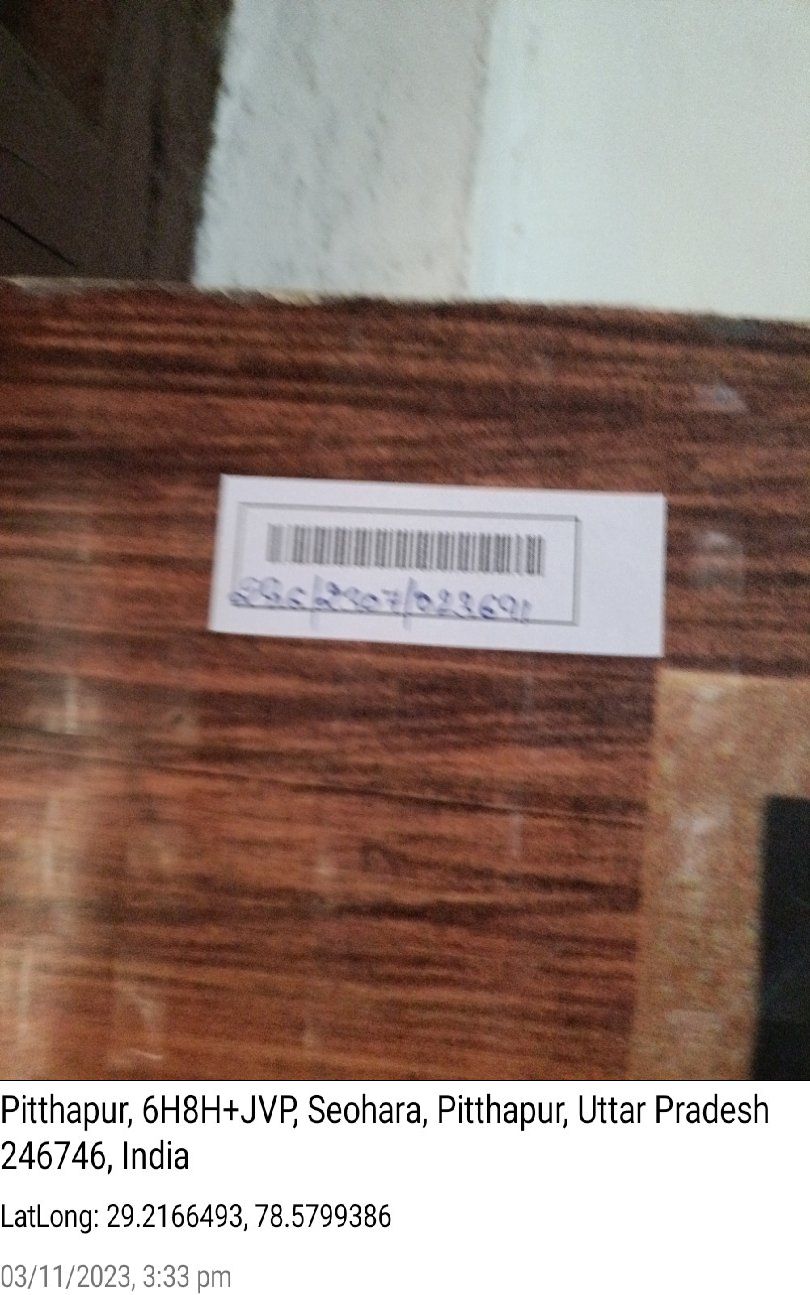 Pitthapur, 6H8H+JVP, Seohara, Pitthapur, Uttar Pradesh
246746, India
LatLong: 29.2166493, 78.5799386
03/11/2023, 3:33 pm